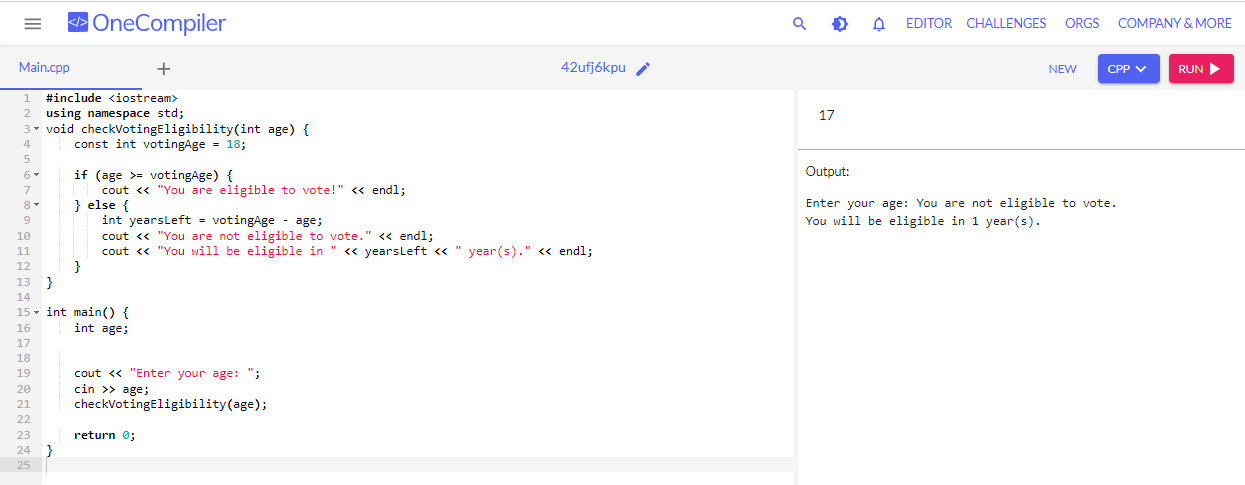 </> OneCompiler
EDITOR CHALLENGES ORGS COMPANY & MORE
Main.cpp +
42ufj6kpu
NEW CPP RUN
1 #include <iostream>
2 using namespace std;
3 void checkVotingEligibility(int age) {
4     const int votingAge = 18;
5
6     if (age >= votingAge) {
7         cout << "You are eligible to vote!" << endl;
8     } else {
9         int yearsLeft = votingAge - age;
10         cout << "You are not eligible to vote." << endl;
11         cout << "You will be eligible in " << yearsLeft << " year(s)." << endl;
12     }
13 }
14
15 int main() {
16     int age;
17
18
19     cout << "Enter your age: ";
20     cin >> age;
21     checkVotingEligibility(age);
22
23     return 0;
24 }
25
17
Output:
Enter your age: You are not eligible to vote.
You will be eligible in 1 year(s).